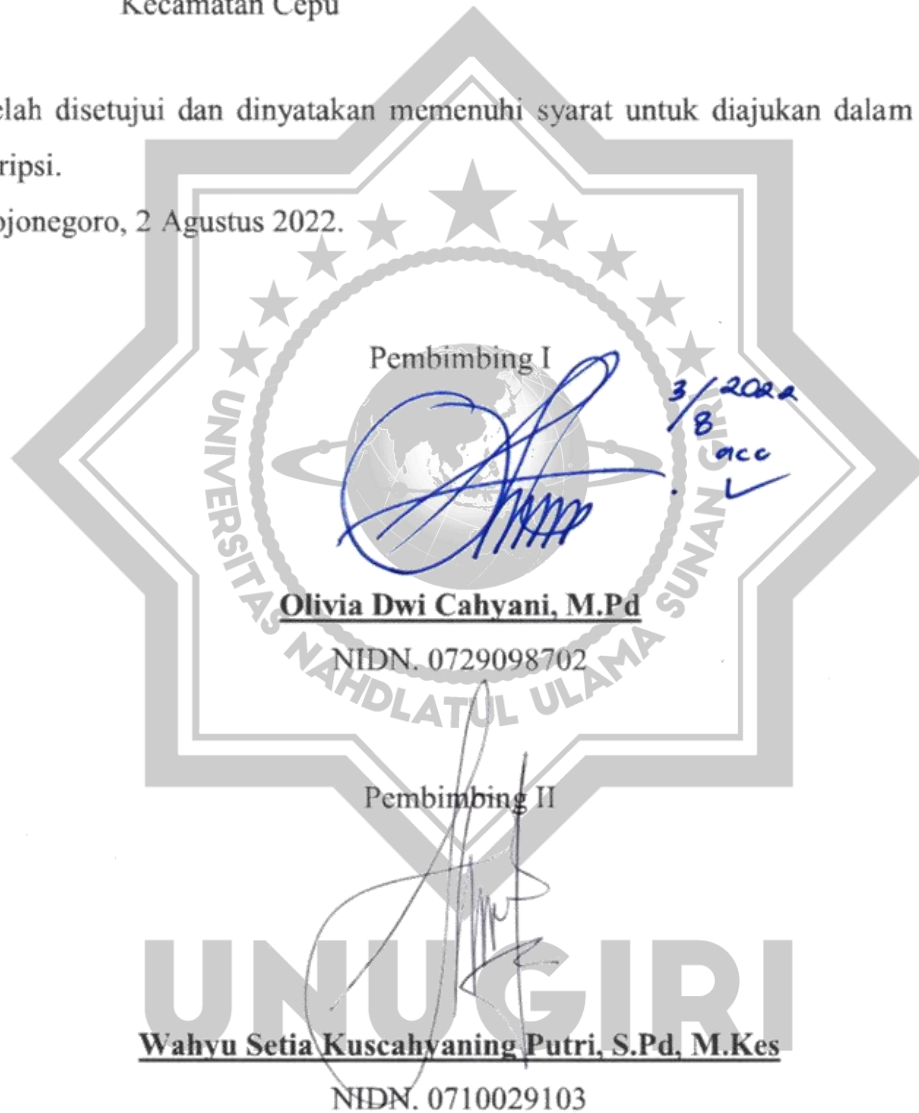 Kecamatan Cepu
elah disetujui dan dinyatakan memenuhi syarat untuk diajukan dalam
ripsi.
ojonegoro, 2 Agustus 2022.
Pembimbing I
3/8 2022
acc
Olivia Dwi Cahyani, M.Pd
NIDN. 0729098702
UNIVERSITAS NAHDLATUL ULAMA SUNAN GIRI
Pembimbing II
UNUGIRI
Wahyu Setia Kuscahyaning Putri, S.Pd, M.Kes
NIDN. 0710029103